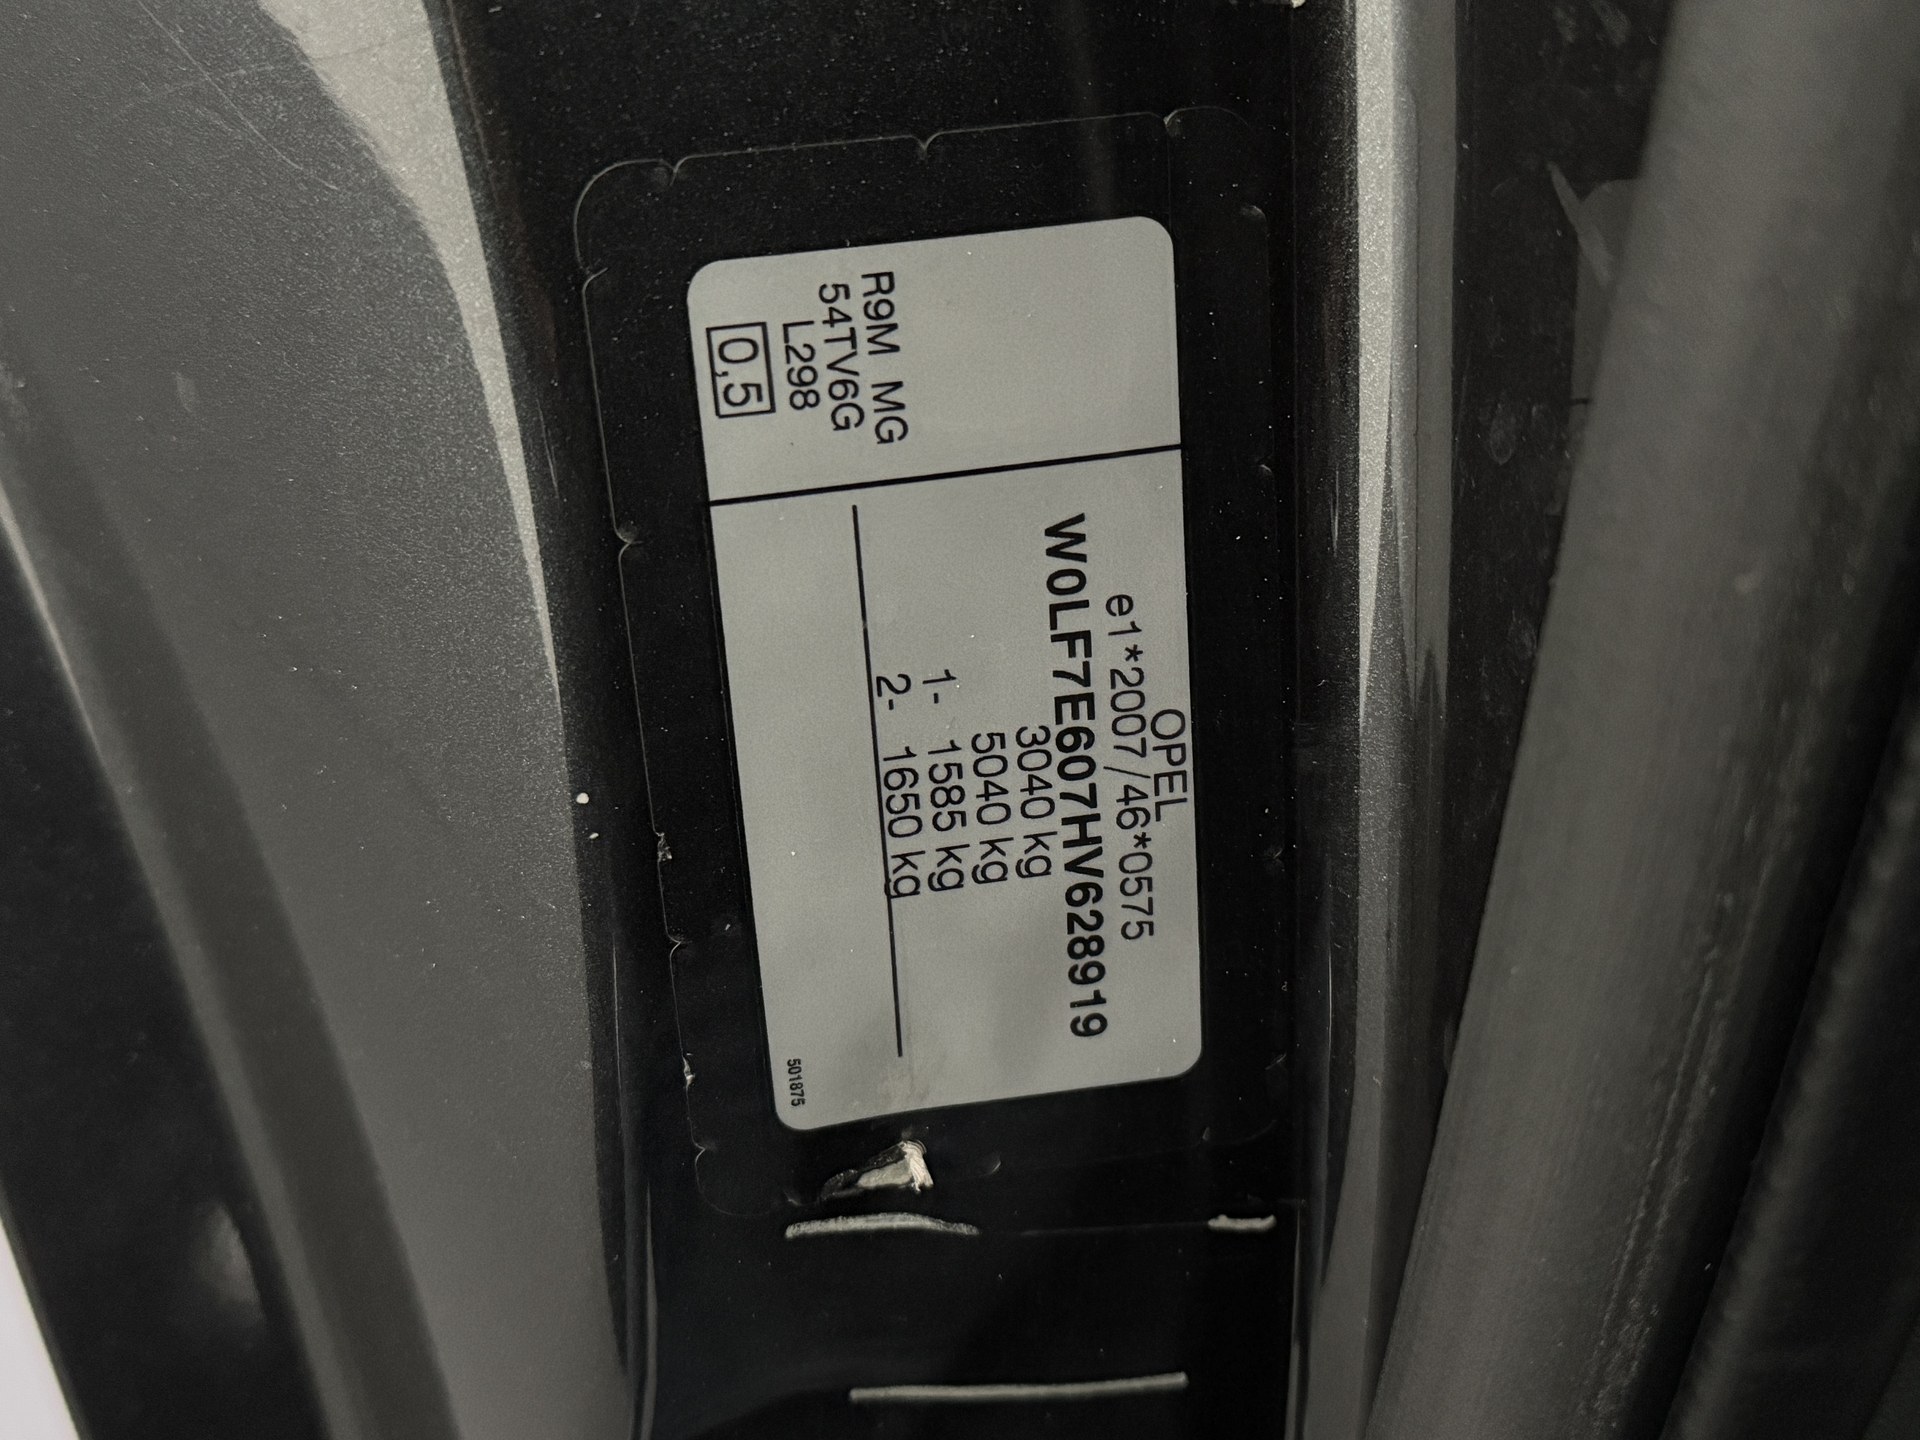 OPEL
e1*2007/46*0575
W0LF7E607HV628919
3040 kg
5040 kg
1- 1585 kg
2- 1650 kg
R9M MG
54TV6G
L298
0,5
501875